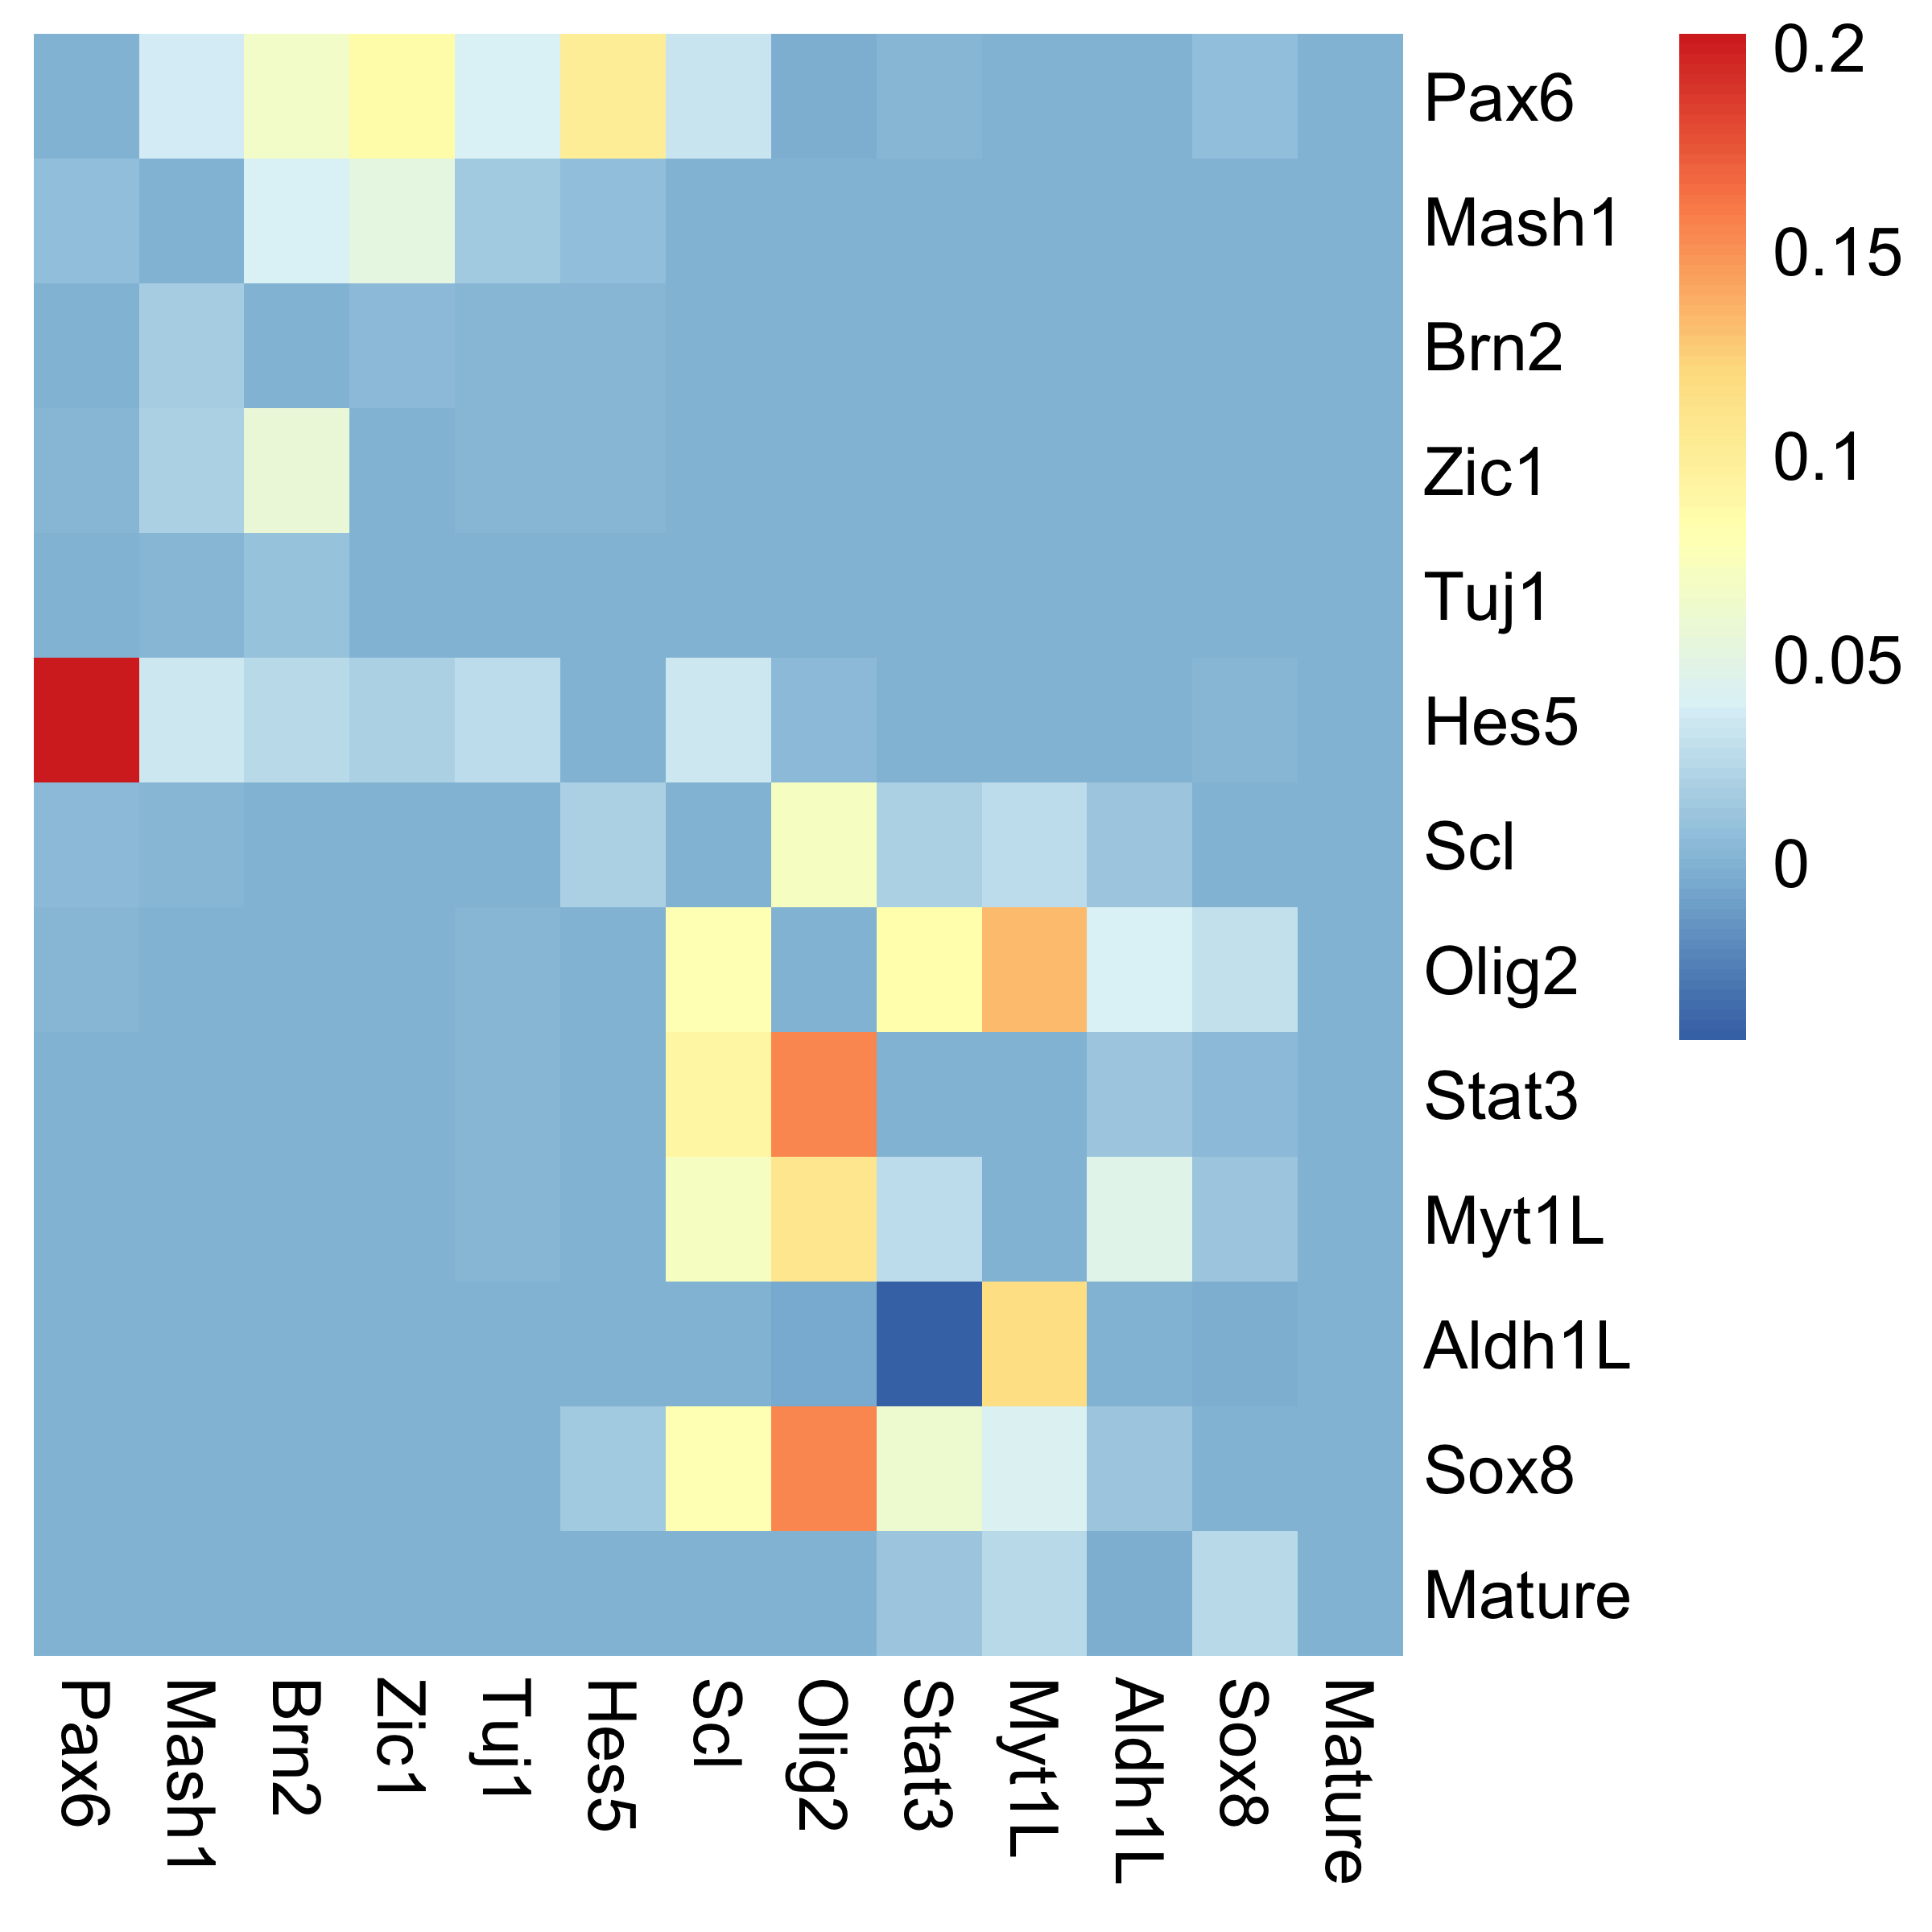 Pax6
Mash1
Brn2
Zic1
Tuj1
Hes5
Scl
Olig2
Stat3
Myt1L
Aldh1L
Sox8
Mature
0.2
0.15
0.1
0.05
0
Pax6
Mash1
Brn2
Zic1
Tuj1
Hes5
Scl
Olig2
Stat3
Myt1L
Aldh1L
Sox8
Mature